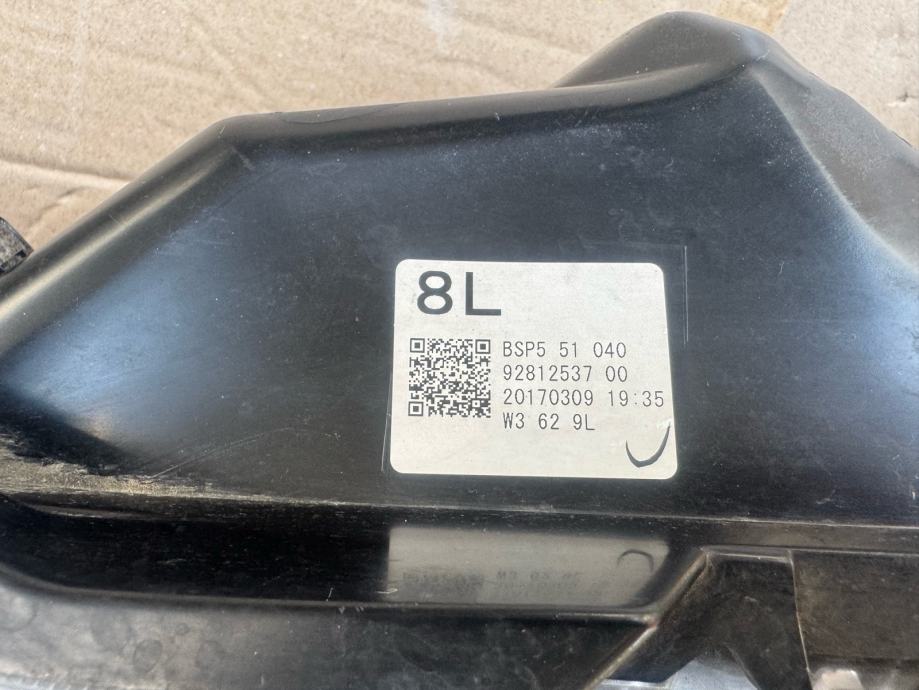 8L
BSP5 51 040
92812537 00
20170309 19:35
W3 62 9L